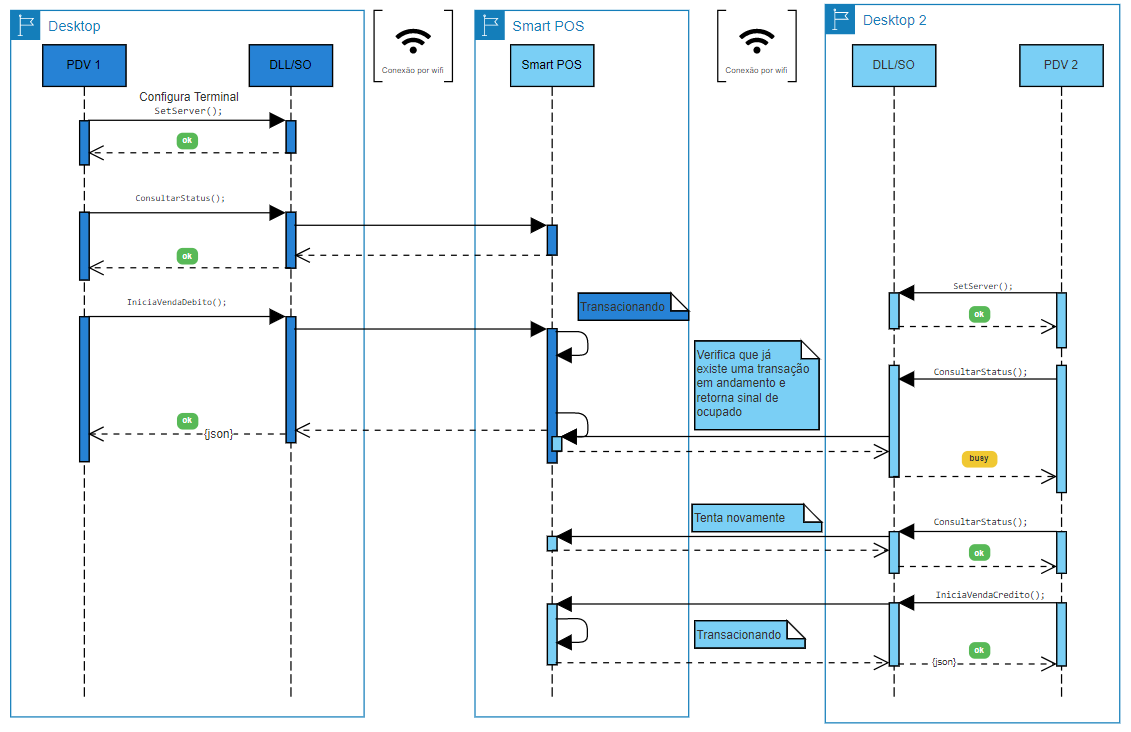 Desktop
Smart POS
Desktop 2
PDV 1
DLL/SO
Conexão por wifi
Smart POS
Conexão por wifi
DLL/SO
PDV 2
Configura Terminal
SetServer();
ok
ConsultarStatus();
ok
IniciaVendaDebito();
Transacionando
SetServer();
ok
Verifica que já
existe uma transação
em andamento e
retorna sinal de
ocupado
ConsultarStatus();
ok
{json}
busy
Tenta novamente
ConsultarStatus();
ok
IniciaVendaCredito();
Transacionando
ok
{json}